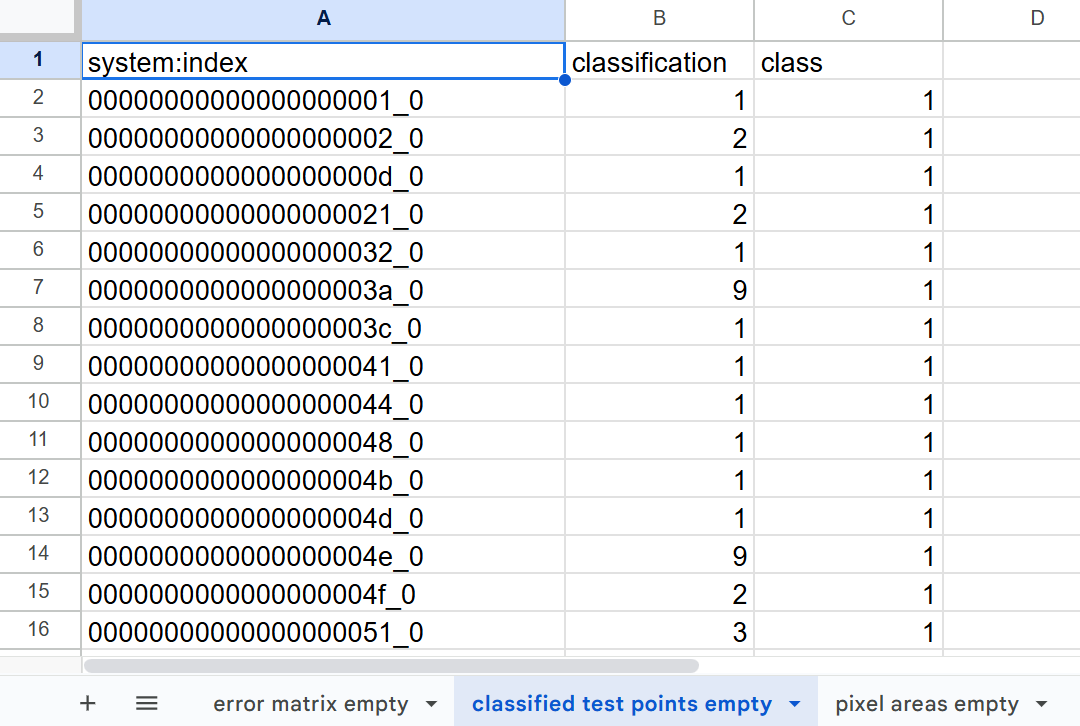 A B C D
1 system:index classification class
2 00000000000000000001_0 1 1
3 00000000000000000002_0 2 1
4 0000000000000000000d_0 1 1
5 00000000000000000021_0 2 1
6 00000000000000000032_0 1 1
7 0000000000000000003a_0 9 1
8 0000000000000000003c_0 1 1
9 00000000000000000041_0 1 1
10 00000000000000000044_0 1 1
11 00000000000000000048_0 1 1
12 0000000000000000004b_0 1 1
13 0000000000000000004d_0 1 1
14 0000000000000000004e_0 9 1
15 0000000000000000004f_0 2 1
16 00000000000000000051_0 3 1
error matrix empty classified test points empty pixel areas empty